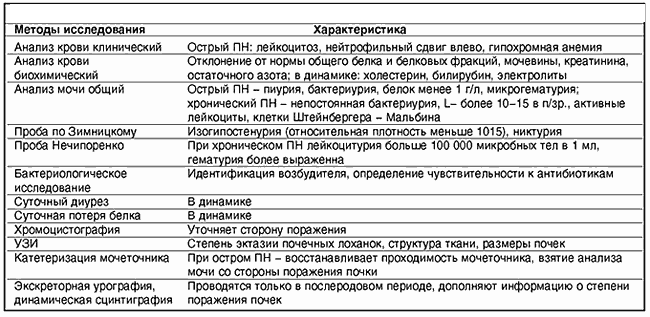 Методы исследования Характеристика
Анализ крови клинический Острый ПН: лейкоцитоз, нейтрофильный сдвиг влево, гипохромная анемия
Анализ крови Отклонение от нормы общего белка и белковых фракций, мочевины, креатинина,
биохимический остаточного азота; в динамике: холестерин, билирубин, электролиты
Анализ мочи общий Острый ПН – пиурия, бактериурия, белок менее 1 г/л, микрогематурия;
хронический ПН – непостоянная бактериурия, L– более 10–15 в п/зр., активные
лейкоциты, клетки Штейнбергера – Мальбина
Проба по Зимницкому Изогипостенурия (относительная плотность меньше 1015), никтурия
Проба Нечипоренко При хроническом ПН лейкоцитурия больше 100 000 микробных тел в 1 мл,
гематурия более выраженна
Бактериологическое Идентификация возбудителя, определение чувствительности к антибиотикам
исследование
Суточный диурез В динамике
Суточная потеря белка В динамике
Хромоцистография Уточняет сторону поражения
УЗИ Степень эктазии почечных лоханок, структура ткани, размеры почек
Катетеризация мочеточника При остром ПН – восстанавливает проходимость мочеточника, взятие анализа
мочи со стороны поражения почки
Экскреторная урография, Проводятся только в послеродовом периоде, дополняют информацию о степени
динамическая сцинтиграфия поражения почек